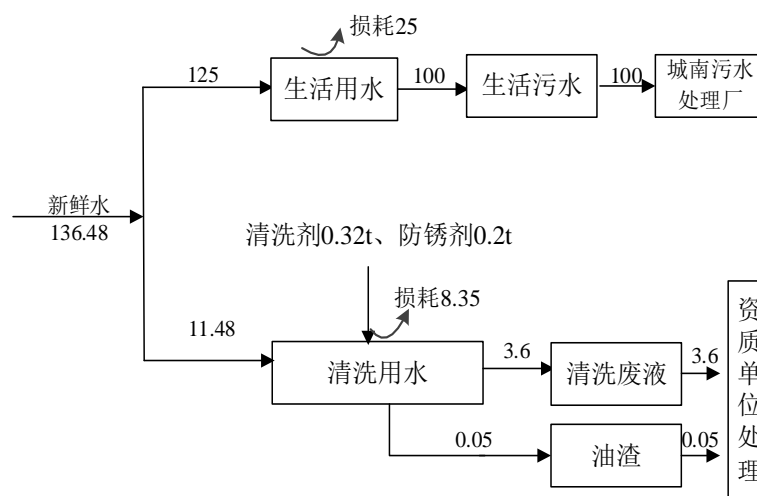 损耗25
125
生活用水
100
生活污水
100
城南污水
处理厂
新鲜水
136.48
清洗剂0.32t、防锈剂0.2t
损耗8.35
11.48
清洗用水
3.6
清洗废液
3.6
0.05
油渣
0.05
资
质
单
位
处
理